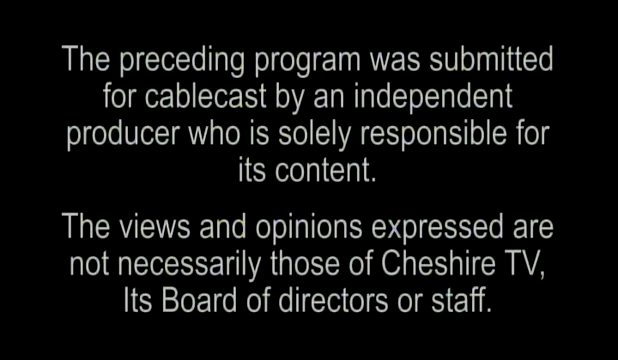 The preceding program was submitted
for cablecast by an independent
producer who is solely responsible for
its content.
The views and opinions expressed are
not necessarily those of Cheshire TV,
Its Board of directors or staff.